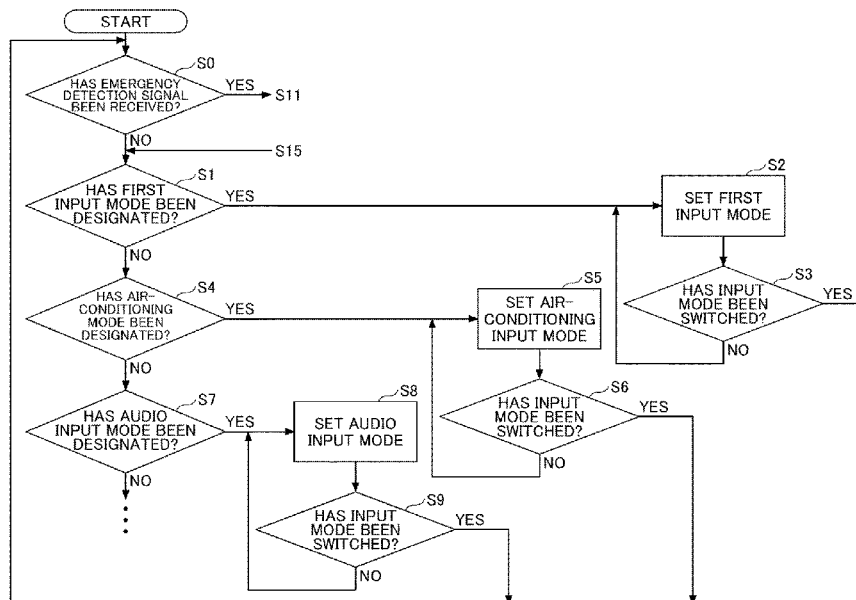 START
S0
HAS EMERGENCY
DETECTION SIGNAL
BEEN RECEIVED?
YES
S11
NO
S15
S1
HAS FIRST
INPUT MODE BEEN
DESIGNATED?
YES
NO
S2
SET FIRST
INPUT MODE
S3
HAS INPUT
MODE BEEN
SWITCHED?
YES
NO
S4
HAS AIR-
CONDITIONING
MODE BEEN
DESIGNATED?
YES
NO
S5
SET AIR-
CONDITIONING
INPUT MODE
S6
HAS INPUT
MODE BEEN
SWITCHED?
YES
NO
S7
HAS AUDIO
INPUT MODE BEEN
DESIGNATED?
YES
NO
S8
SET AUDIO
INPUT MODE
S9
HAS INPUT
MODE BEEN
SWITCHED?
YES
NO